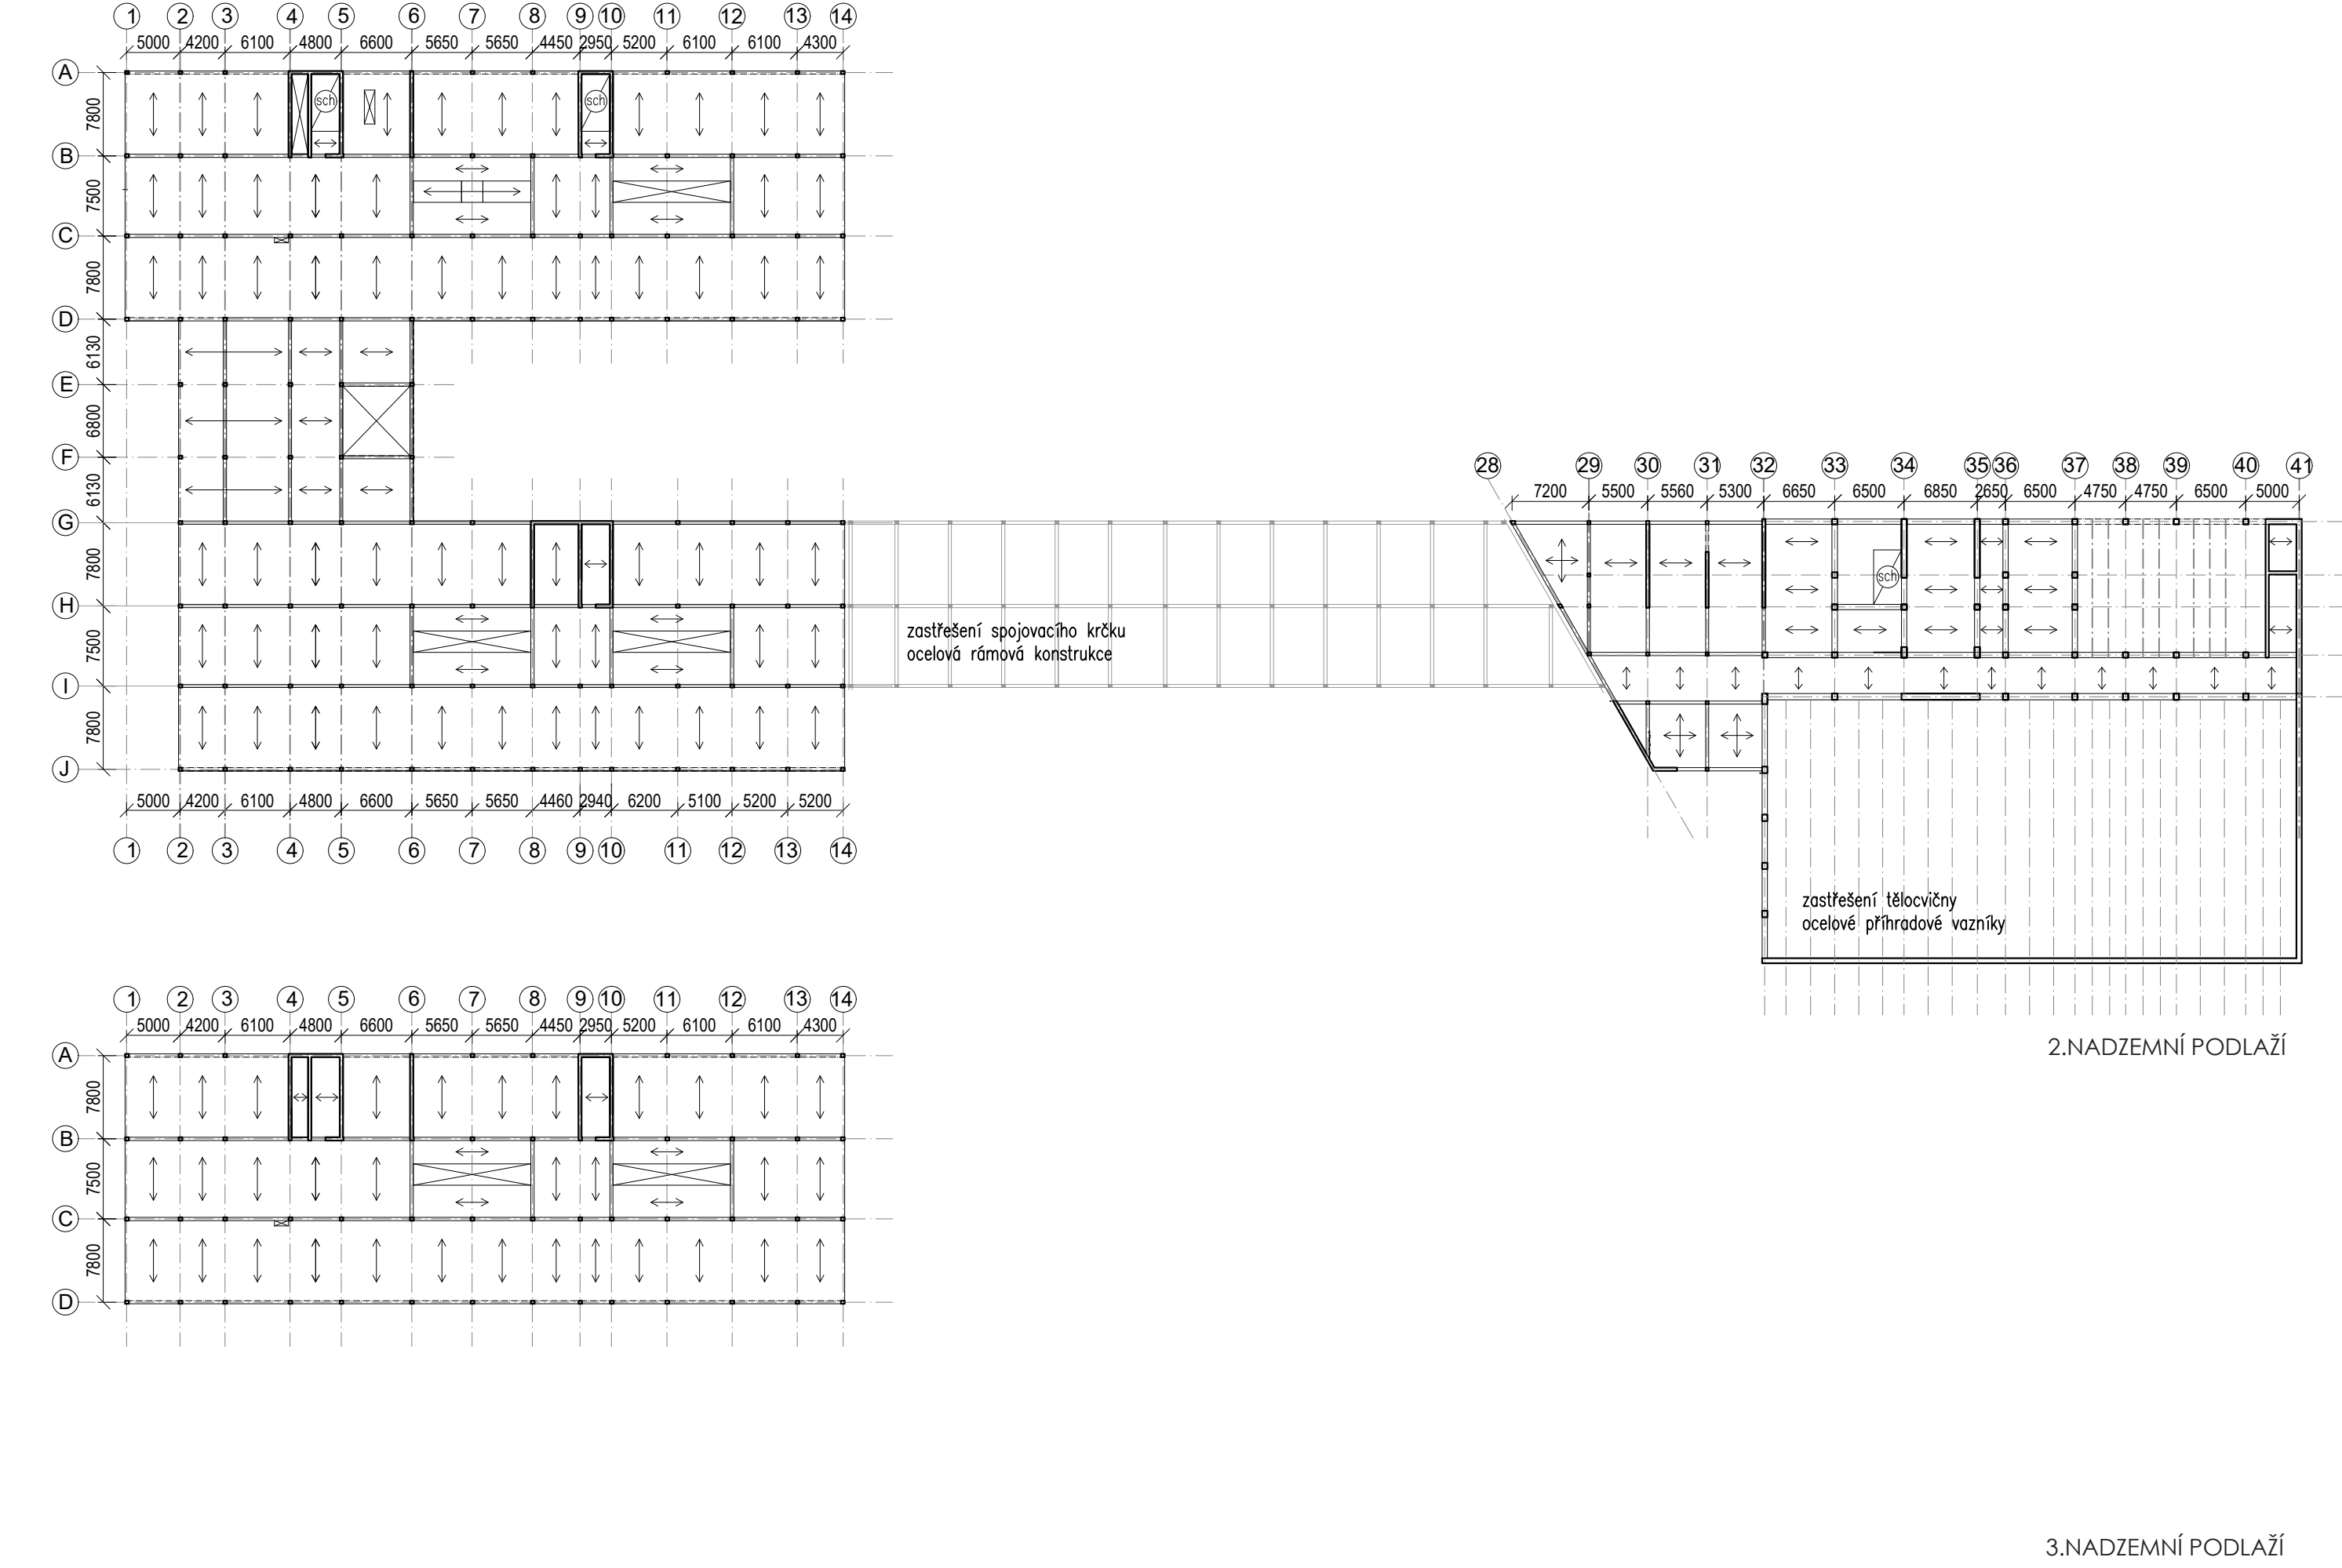 1 2 3 4 5 6 7 8 9 10 11 12 13 14
5000 4200 6100 4800 6600 5650 5650 4450 2950 5200 6100 6100 4300
A
sch sch
7800
B
7500
C
7800
D
6130
E
6800
F
6130
28 29 30 31 32 33 34 35 36 37 38 39 40 41
7200 5500 5560 5300 6650 6500 6850 2650 6500 4750 4750 6500 5000
G
7800
sch
H
zastřešení spojovacího krčku
ocelová rámová konstrukce
7500
I
7800
J
5000 4200 6100 4800 6600 5650 5650 4460 2940 6200 5100 5200 5200
1 2 3 4 5 6 7 8 9 10 11 12 13 14
zastřešení tělocvičny
ocelové příhradové vazníky
2.NADZEMNÍ PODLAŽÍ
1 2 3 4 5 6 7 8 9 10 11 12 13 14
5000 4200 6100 4800 6600 5650 5650 4450 2950 5200 6100 6100 4300
A
7800
B
7500
C
7800
D
3.NADZEMNÍ PODLAŽÍ